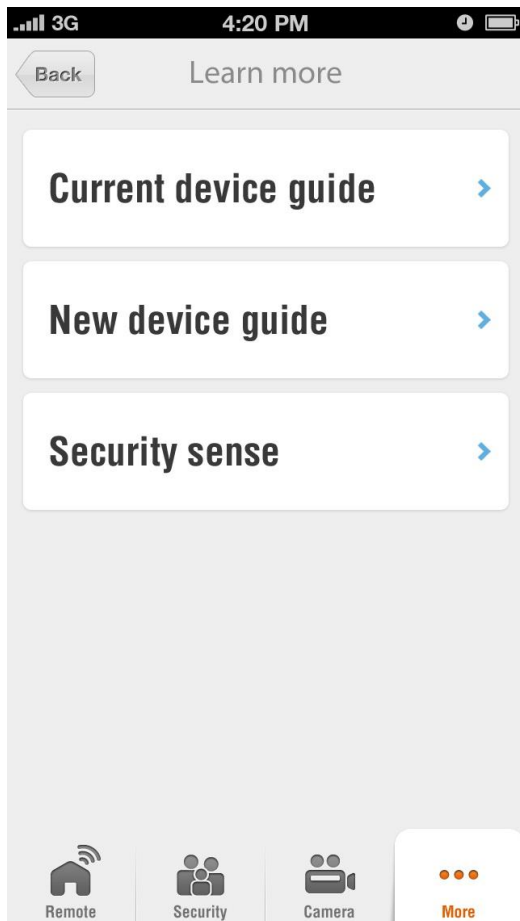 3G 4:20 PM
Back Learn more
Current device guide
New device guide
Security sense
Remote Security Camera More